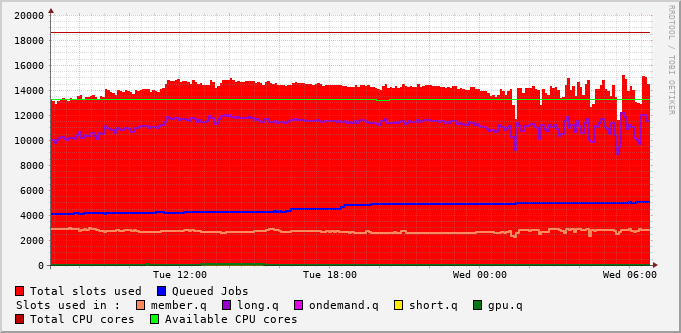 20000
18000
16000
14000
12000
10000
8000
6000
4000
2000
0
Tue 12:00 Tue 18:00 Wed 00:00 Wed 06:00
Total slots used Queued Jobs
Slots used in : member.q long.q ondemand.q short.q gpu.q
Total CPU cores Available CPU cores
RRDTOOL / TOBI OETIKER